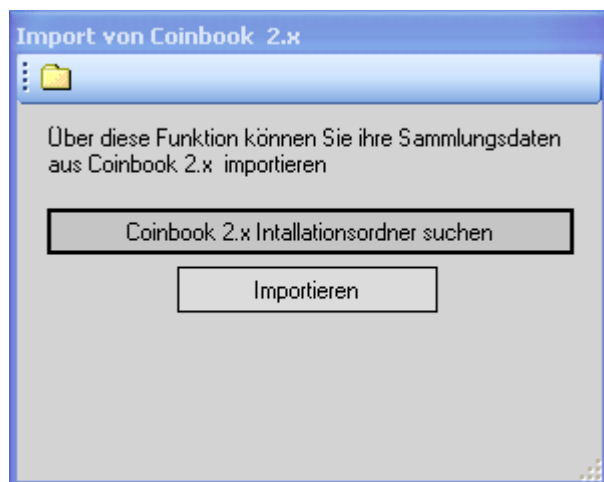 Import von Coinbook 2.x
Über diese Funktion können Sie ihre Sammlungsdaten
aus Coinbook 2.x importieren
Coinbook 2.x Intallationsordner suchen
Importieren